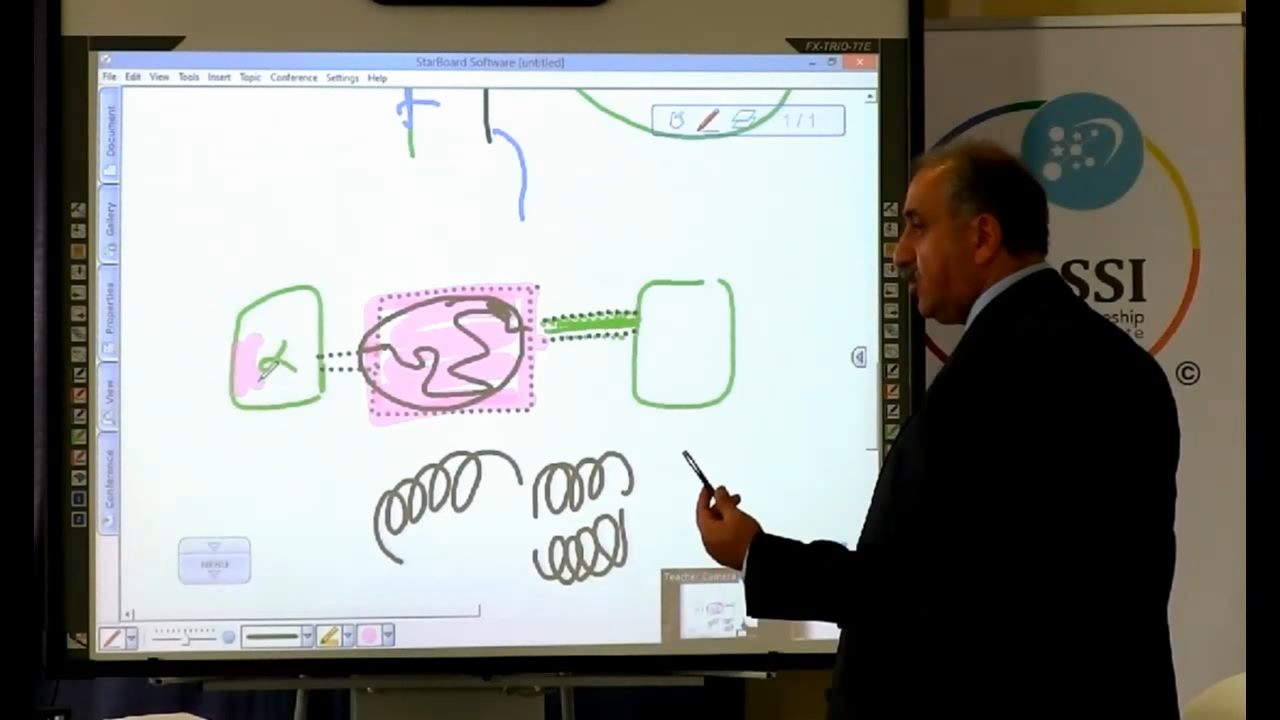 FX-TRIO-77E
StarBoard Software [untitled]
File Edit View Tools Insert Topic Conference Settings Help
Document
1 / 1
Gallery
Properties
View
Conference
α
SSI
MENU
Teacher Camera
©